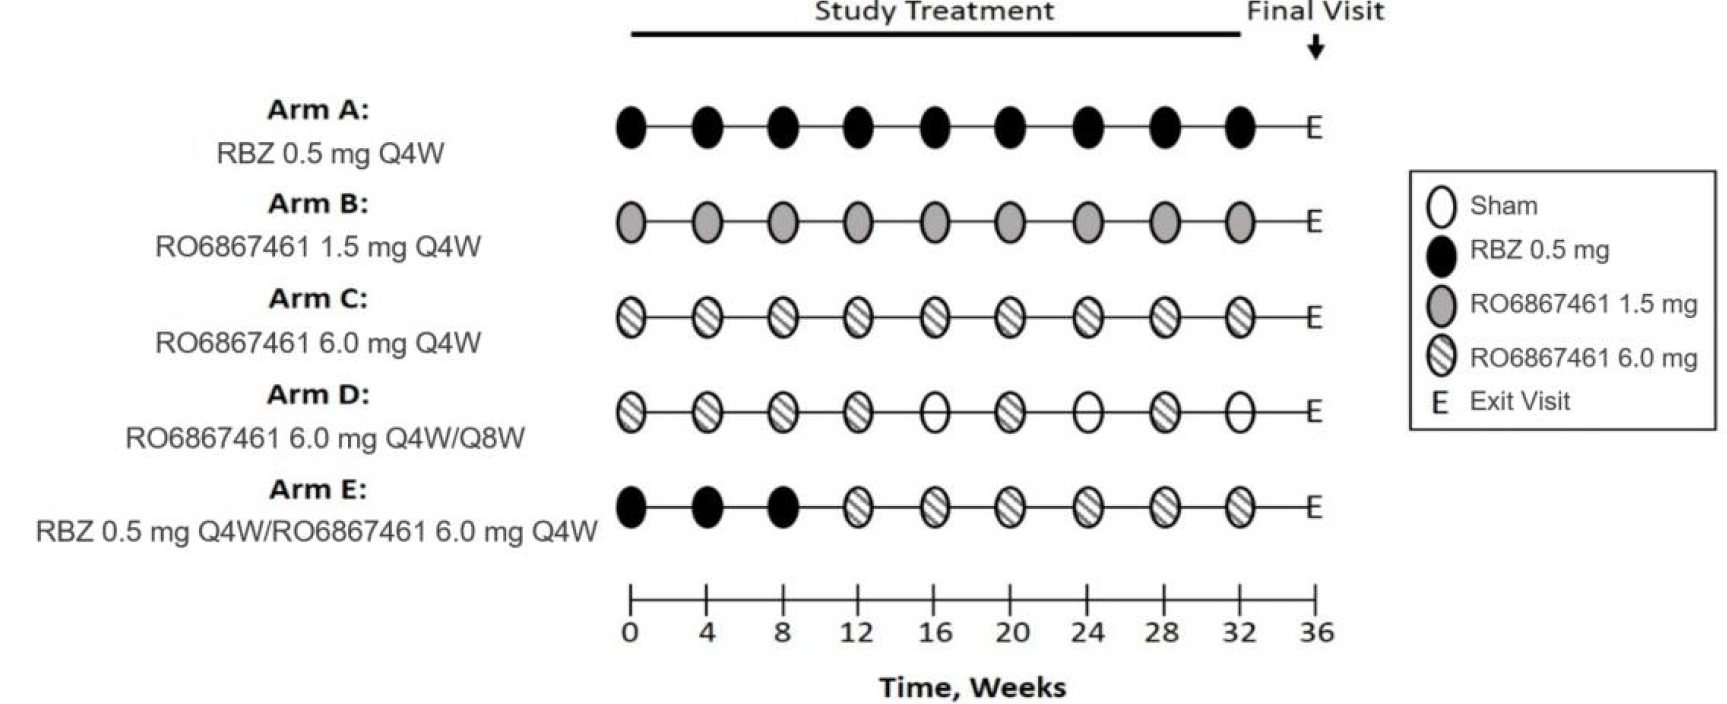 Study Treatment
Final Visit
Arm A:
RBZ 0.5 mg Q4W
E
Arm B:
RO6867461 1.5 mg Q4W
E
Arm C:
RO6867461 6.0 mg Q4W
E
Arm D:
RO6867461 6.0 mg Q4W/Q8W
E
Arm E:
RBZ 0.5 mg Q4W/RO6867461 6.0 mg Q4W
E
Sham
RBZ 0.5 mg
RO6867461 1.5 mg
RO6867461 6.0 mg
E Exit Visit
0 4 8 12 16 20 24 28 32 36
Time, Weeks